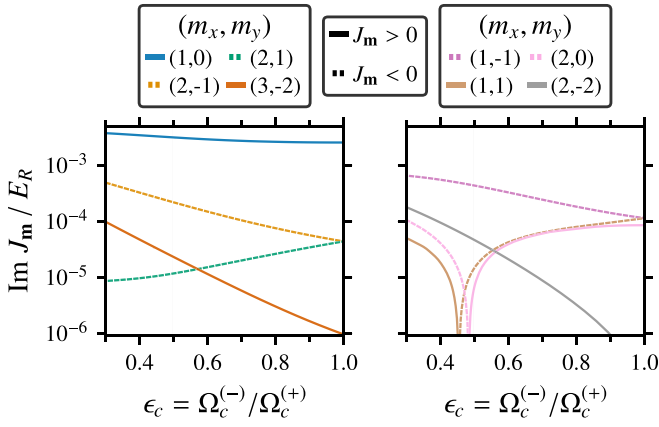 (m_x, m_y)
(1,0) (2,1)
(2,-1) (3,-2)
J_m > 0
J_m < 0
(m_x, m_y)
(1,-1) (2,0)
(1,1) (2,-2)
Im J_m / E_R
10^{-3}
10^{-4}
10^{-5}
10^{-6}
0.4 0.6 0.8 1.0
0.4 0.6 0.8 1.0
ϵ_c = Ω_c^{(-)}/Ω_c^{(+)}
ϵ_c = Ω_c^{(-)}/Ω_c^{(+)}